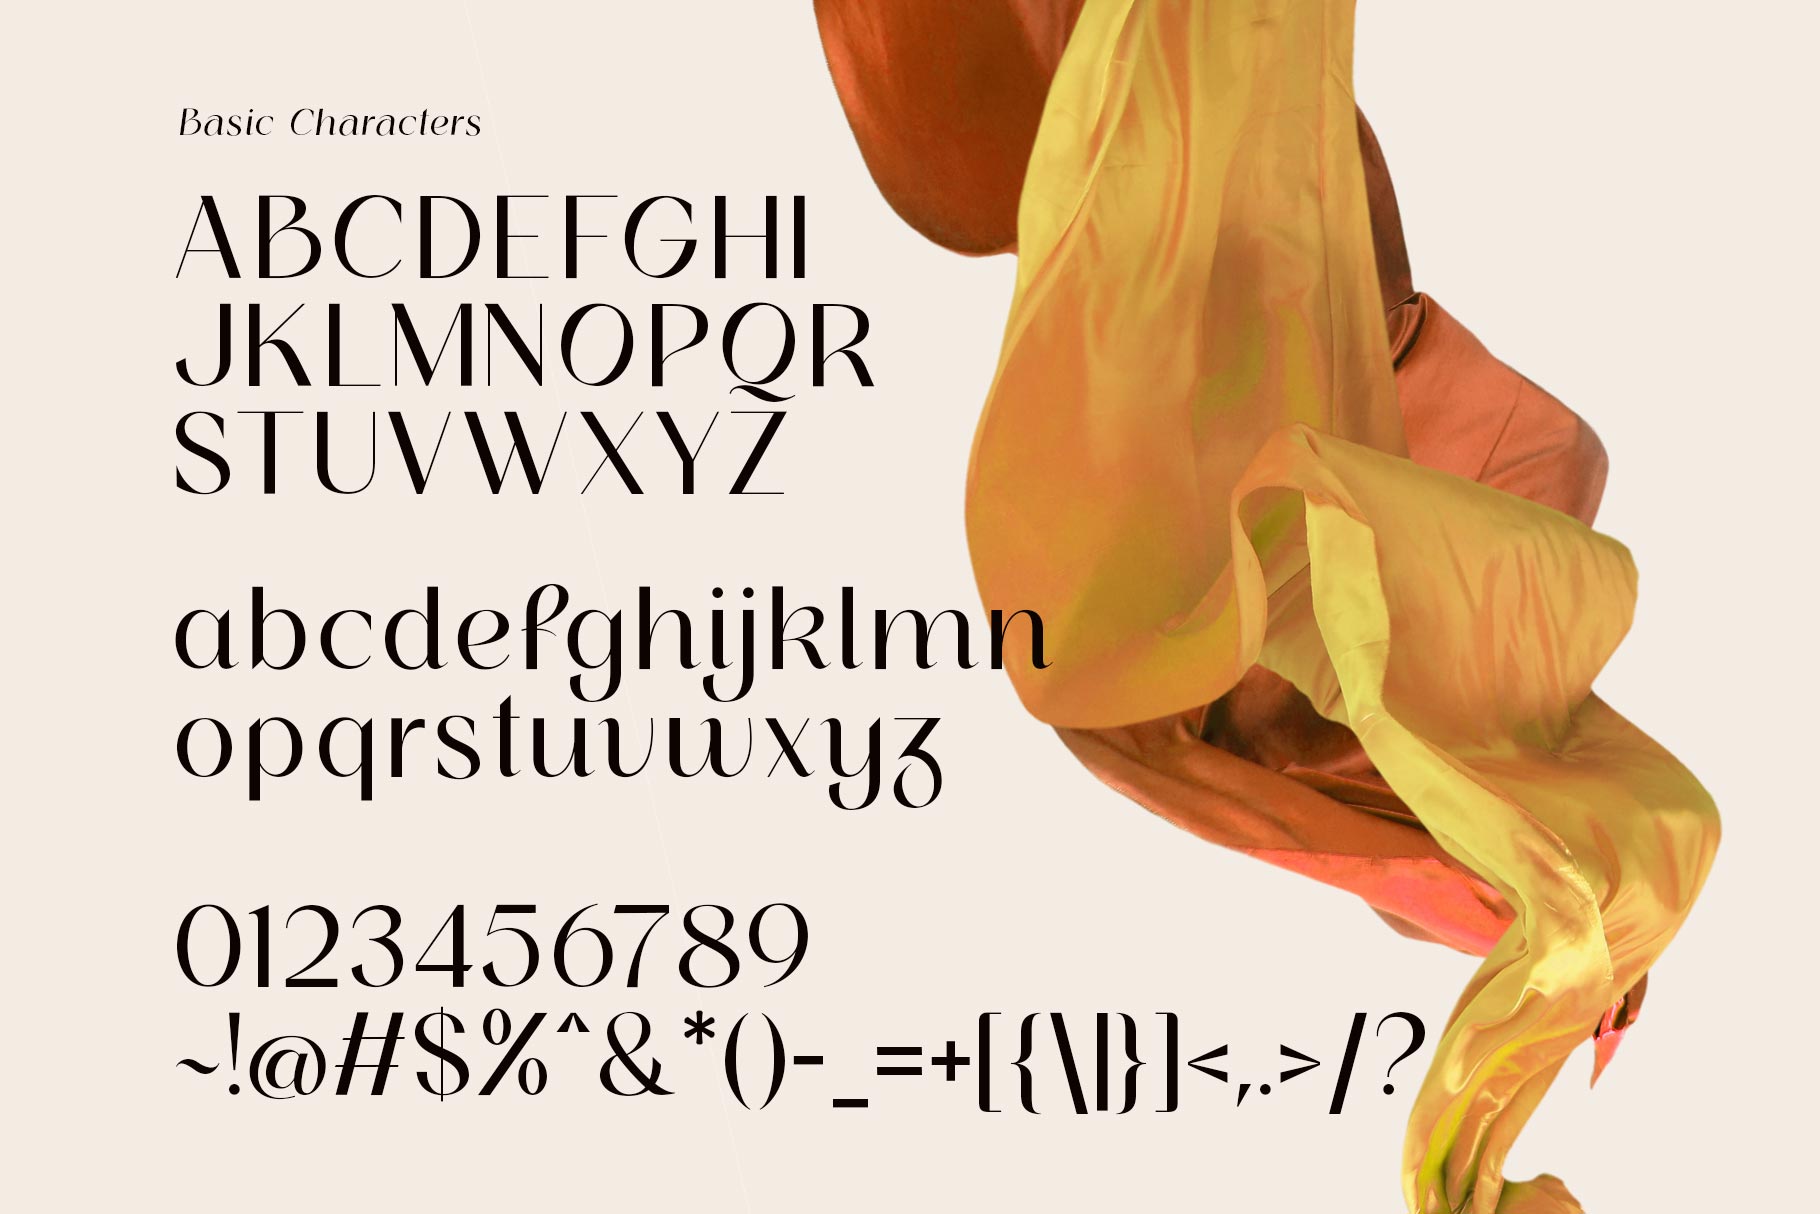 Basic Characters
ABCDEFGHI
JKLMNOPQR
STUVWXYZ
abcdefghijklmn
opqrstuvwxyz
0123456789
~!@#$%^&*()-_=+[{\|}]<,.>/?